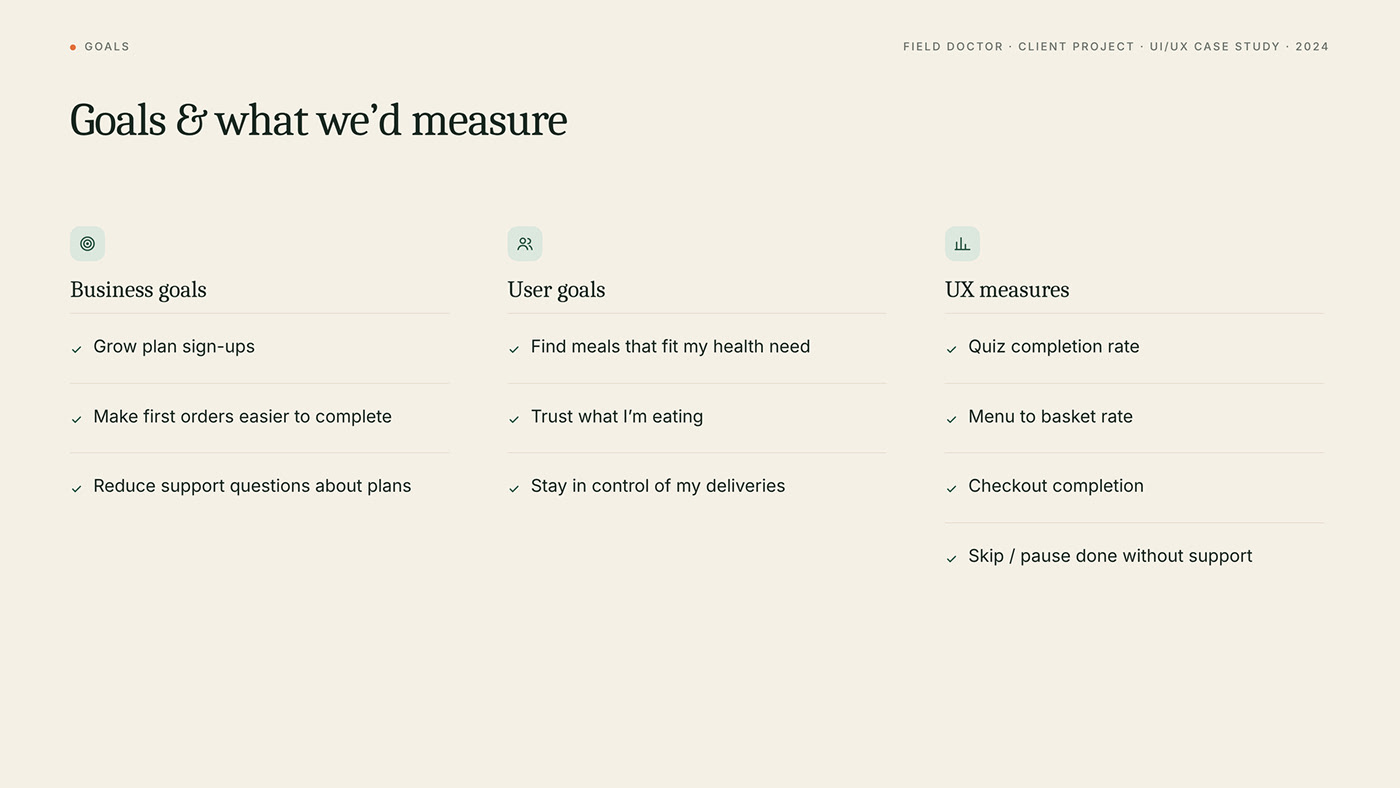 GOALS
FIELD DOCTOR · CLIENT PROJECT · UI/UX CASE STUDY · 2024
Goals & what we’d measure
Business goals
Grow plan sign-ups
Make first orders easier to complete
Reduce support questions about plans
User goals
Find meals that fit my health need
Trust what I’m eating
Stay in control of my deliveries
UX measures
Quiz completion rate
Menu to basket rate
Checkout completion
Skip / pause done without support